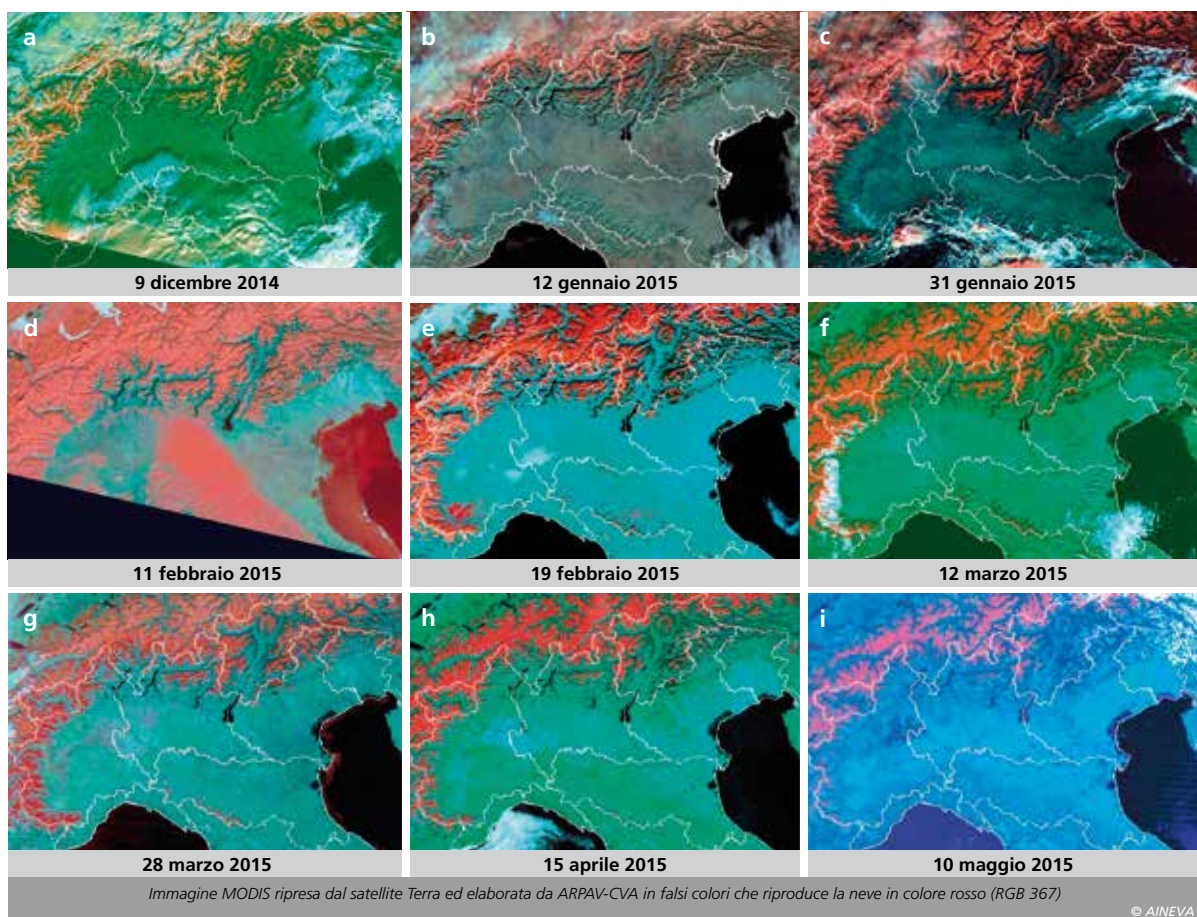 a
b
c
9 dicembre 2014
12 gennaio 2015
31 gennaio 2015
d
e
f
11 febbraio 2015
19 febbraio 2015
12 marzo 2015
g
h
i
28 marzo 2015
15 aprile 2015
10 maggio 2015
Immagine MODIS ripresa dal satellite Terra ed elaborata da ARPAV-CVA in falsi colori che riproduce la neve in colore rosso (RGB 367)
© AINEVA